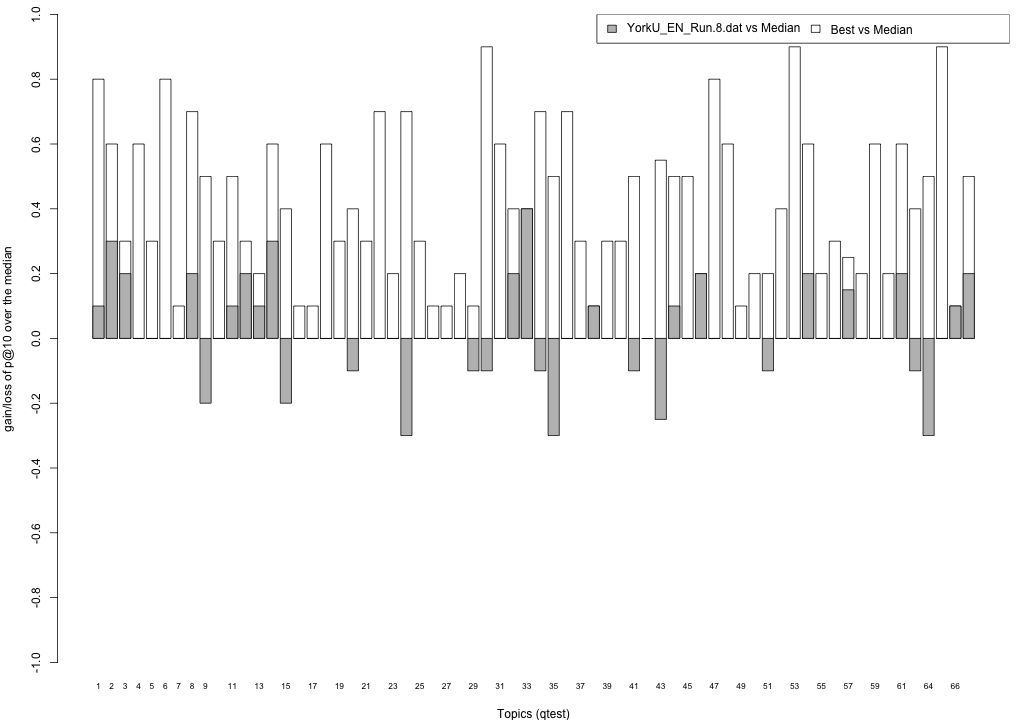 YorkU_EN_Run.8.dat vs Median Best vs Median
gain/loss of p@10 over the median
1.0
0.8
0.6
0.4
0.2
0.0
-0.2
-0.4
-0.6
-0.8
-1.0
1 2 3 4 5 6 7 8 9 11 13 15 17 19 21 23 25 27 29 31 33 35 37 39 41 43 45 47 49 51 53 55 57 59 61 64 66
Topics (qtest)